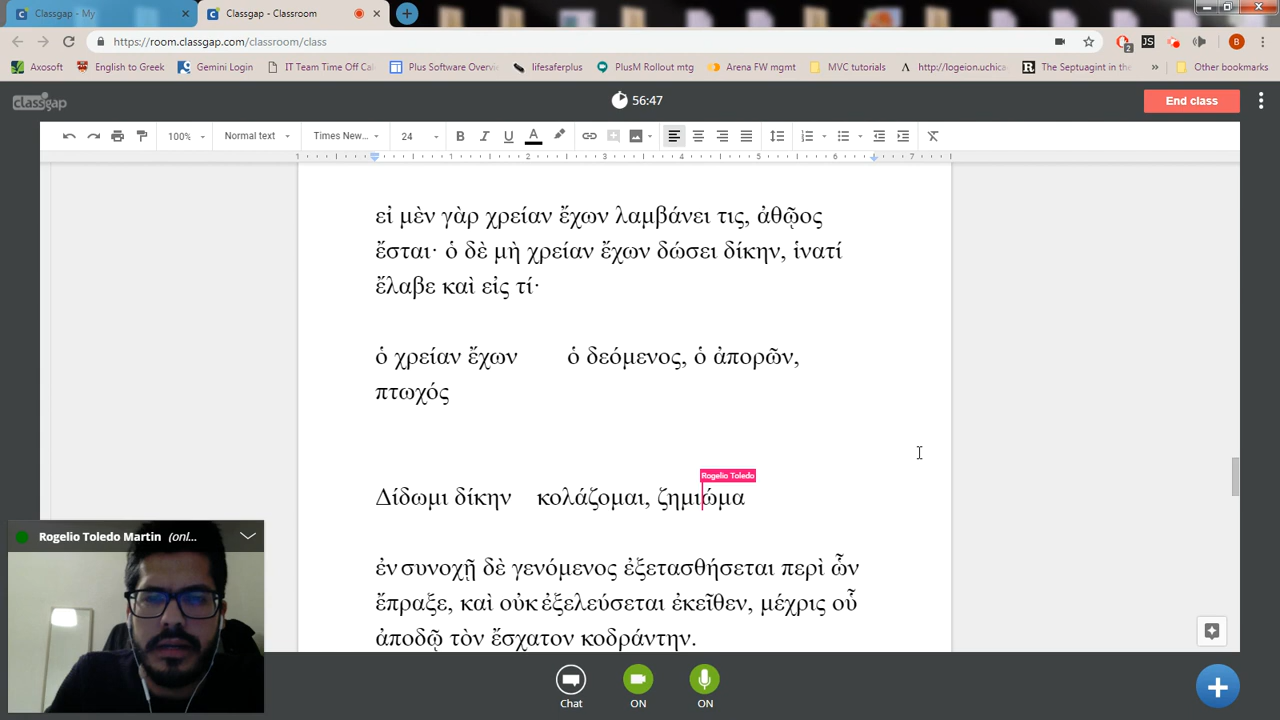 Classgap - My
Classgap - Classroom
https://room.classgap.com/classroom/class
Axosoft
English to Greek
Gemini Login
IT Team Time Off Ca
Plus Software Overvi
lifesaferplus
PlusM Rollout mtg
Arena FW mgmt
MVC tutorials
http://logeion.uchica
The Septuagint in the
Other bookmarks
classgap
56:47
End class
100%
Normal text
Times New...
24
εἰ μὲν γὰρ χρείαν ἔχων λαμβάνει τις, ἀθῷος
ἔσται· ὁ δὲ μὴ χρείαν ἔχων δώσει δίκην, ἱνατί
ἔλαβε καὶ εἰς τί·
ὁ χρείαν ἔχων ὁ δεόμενος, ὁ ἀπορῶν,
πτωχός
Rogelio Toledo
Δίδωμι δίκην κολάζομαι, ζημιώμα
ἐν συνοχῇ δὲ γενόμενος ἐξετασθήσεται περὶ ὧν
ἔπραξε, καὶ οὐκ ἐξελεύσεται ἐκεῖθεν, μέχρις οὗ
ἀποδῷ τὸν ἔσχατον κοδράντην.
Rogelio Toledo Martin (onl...
Chat
ON
ON